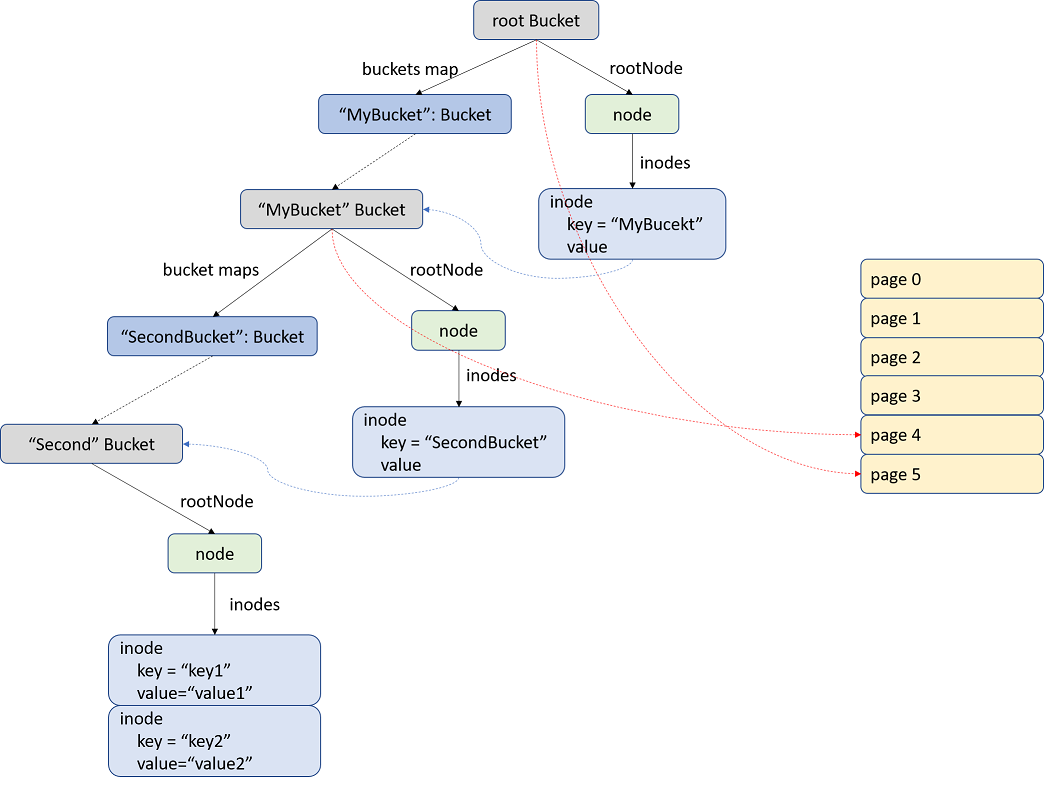 root Bucket
buckets map
rootNode
“MyBucket”: Bucket
node
inodes
“MyBucket” Bucket
inode
key = “MyBucekt”
value
bucket maps
rootNode
“SecondBucket”: Bucket
node
inodes
inode
key = “SecondBucket”
value
“Second” Bucket
rootNode
node
inodes
inode
key = “key1”
value=“value1”
inode
key = “key2”
value=“value2”
page 0
page 1
page 2
page 3
page 4
page 5